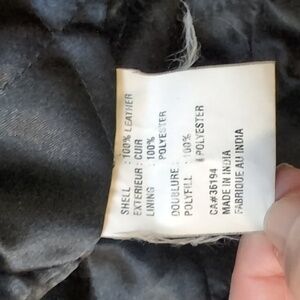 SHELL : 100% LEATHER
EXTERIEUR : CUIR
LINING : 100%
POLYESTER
DOUBLURE :
POLYFILL : 100%
POLYESTER
CA#36194
MADE IN INDIA
FABRIQUE AU INDIA